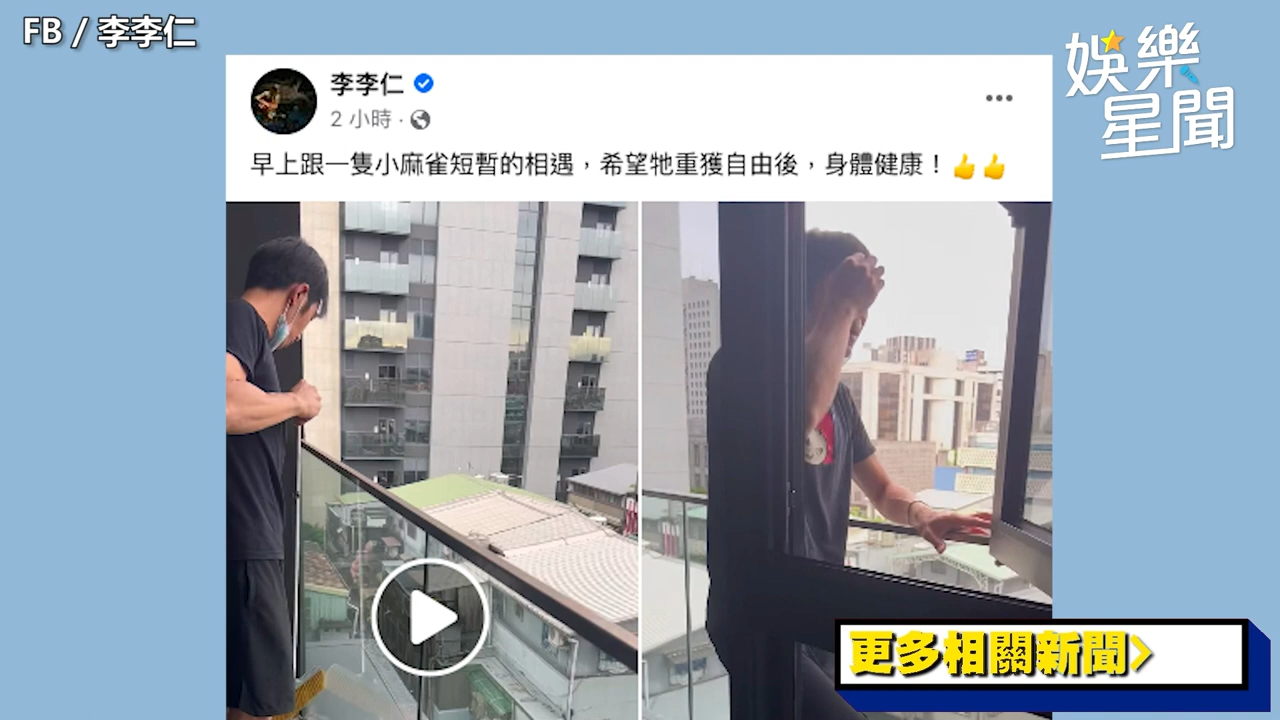 FB / 李李仁
娛樂
星聞
李李仁
2 小時 ·
早上跟一隻小麻雀短暫的相遇，希望牠重獲自由後，身體健康！👍👍
更多相關新聞>